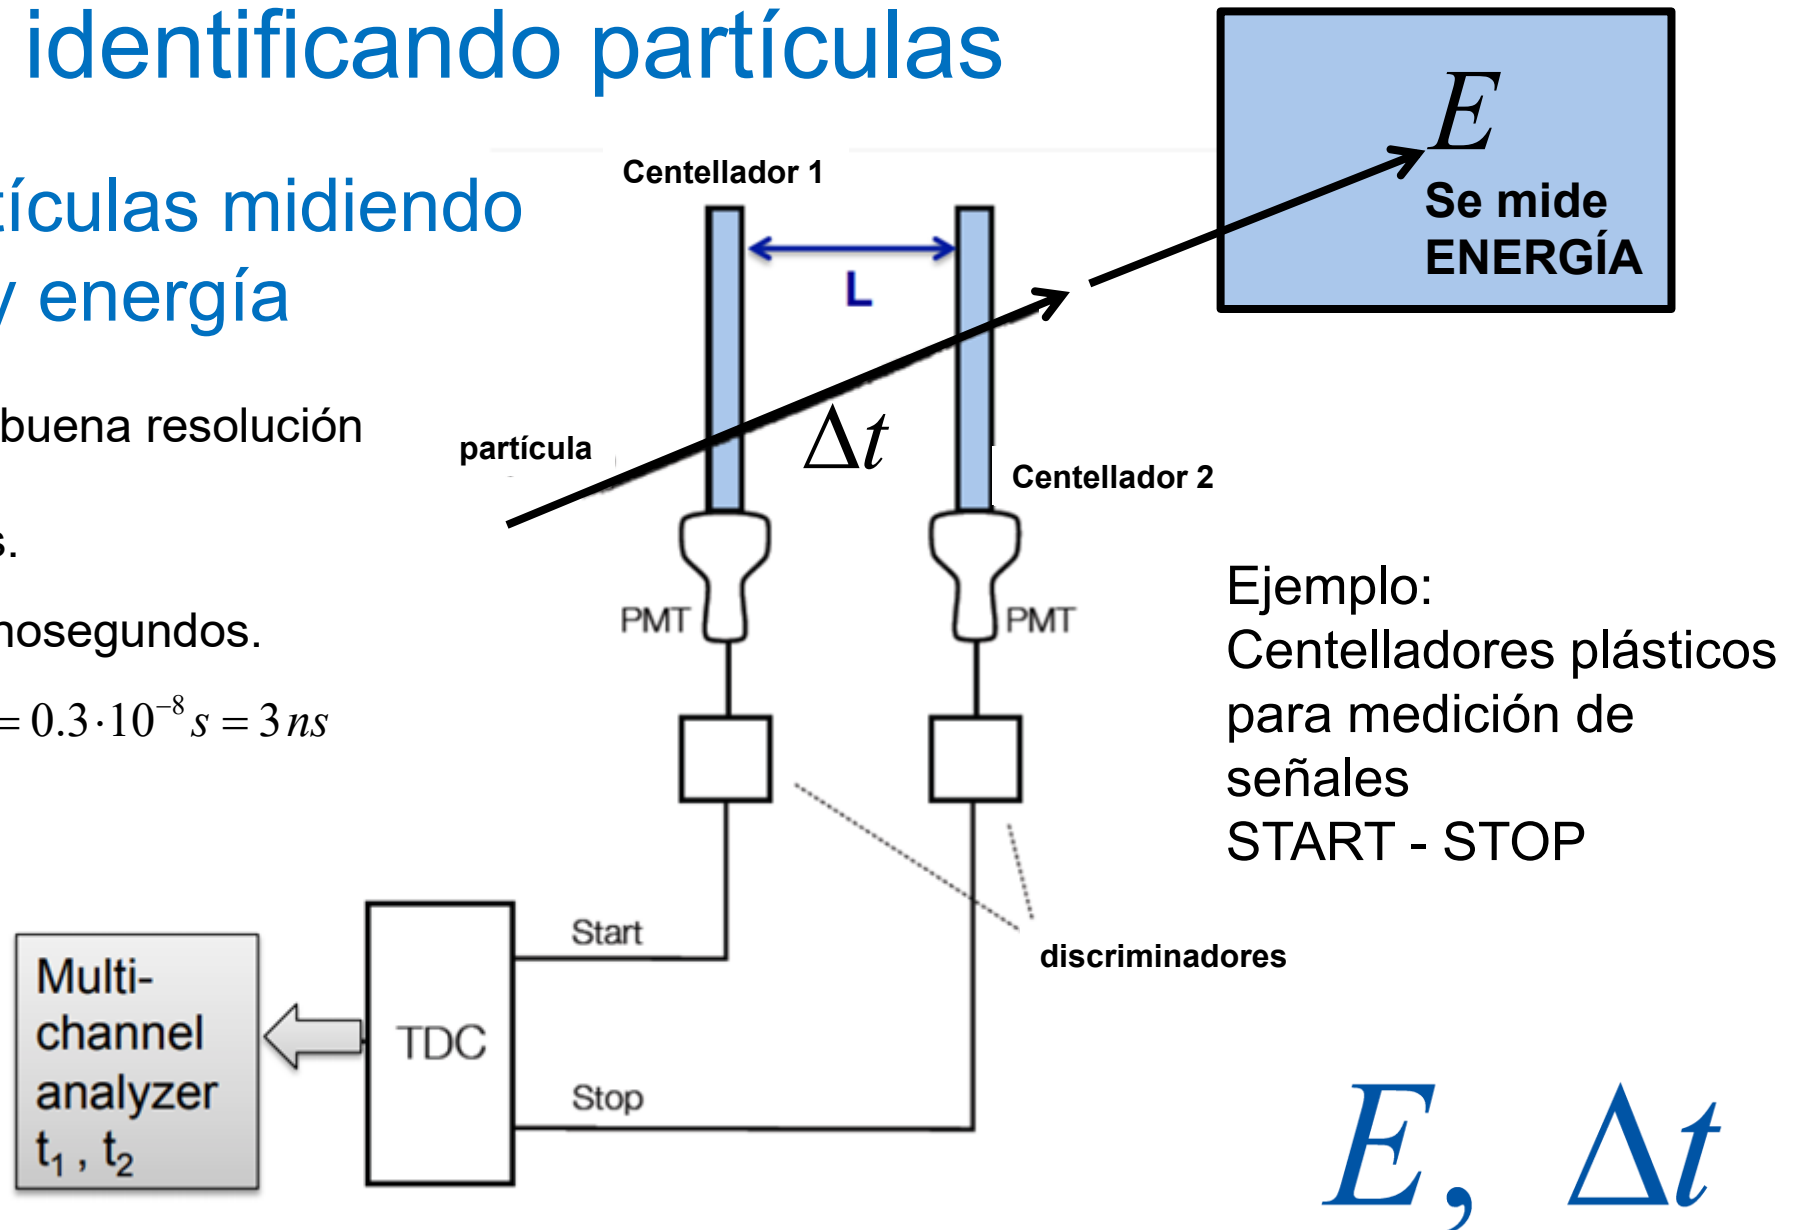 identificando partículas
tículas midiendo
y energía
buena resolución
s.
nosegundos.
= 0.3·10⁻⁸ s = 3 ns
Centellador 1
L
partícula
Δt
Centellador 2
E
Se mide
ENERGÍA
PMT
PMT
Ejemplo:
Centelladores plásticos
para medición de
señales
START - STOP
discriminadores
Start
TDC
Stop
Multi-
channel
analyzer
t₁ , t₂
E, Δt